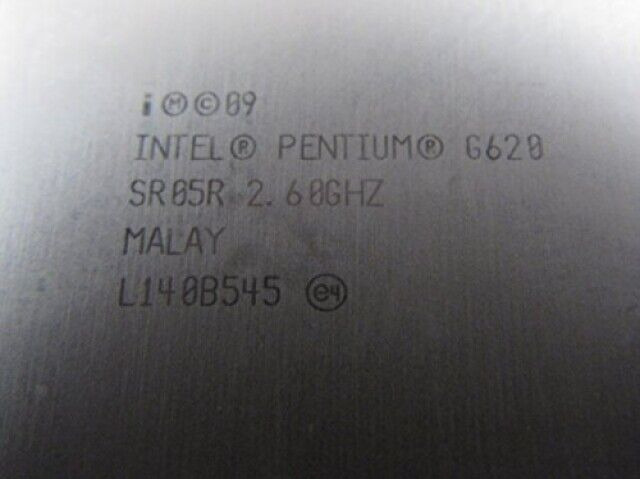 i Ⓜ © 09
INTEL® PENTIUM® G620
SR05R 2.60GHZ
MALAY
L140B545 e4